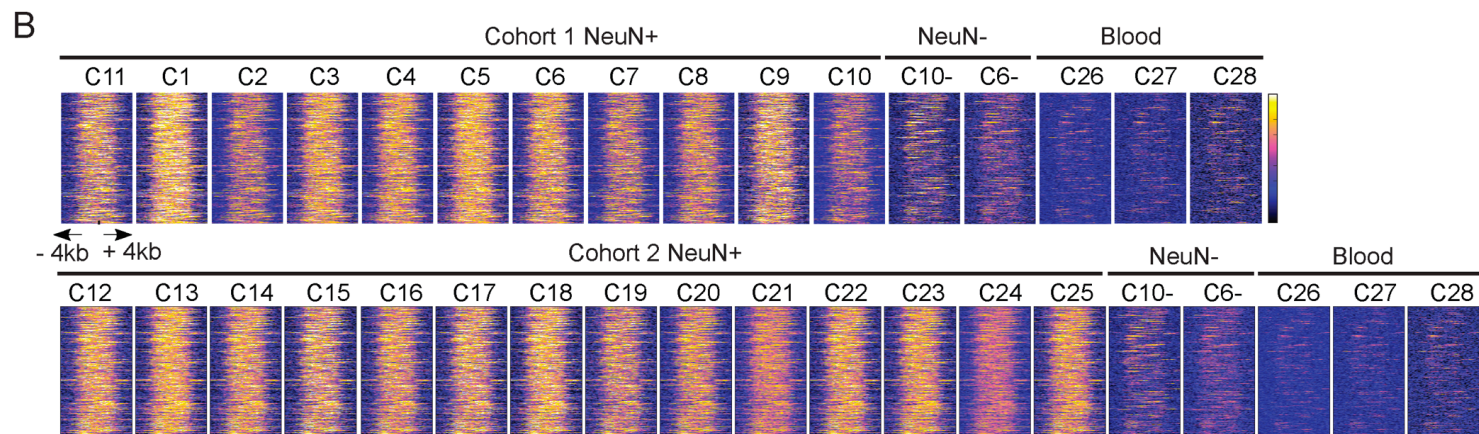 B
Cohort 1 NeuN+ NeuN- Blood
C11 C1 C2 C3 C4 C5 C6 C7 C8 C9 C10 C10- C6- C26 C27 C28
- 4kb + 4kb
Cohort 2 NeuN+ NeuN- Blood
C12 C13 C14 C15 C16 C17 C18 C19 C20 C21 C22 C23 C24 C25 C10- C6- C26 C27 C28